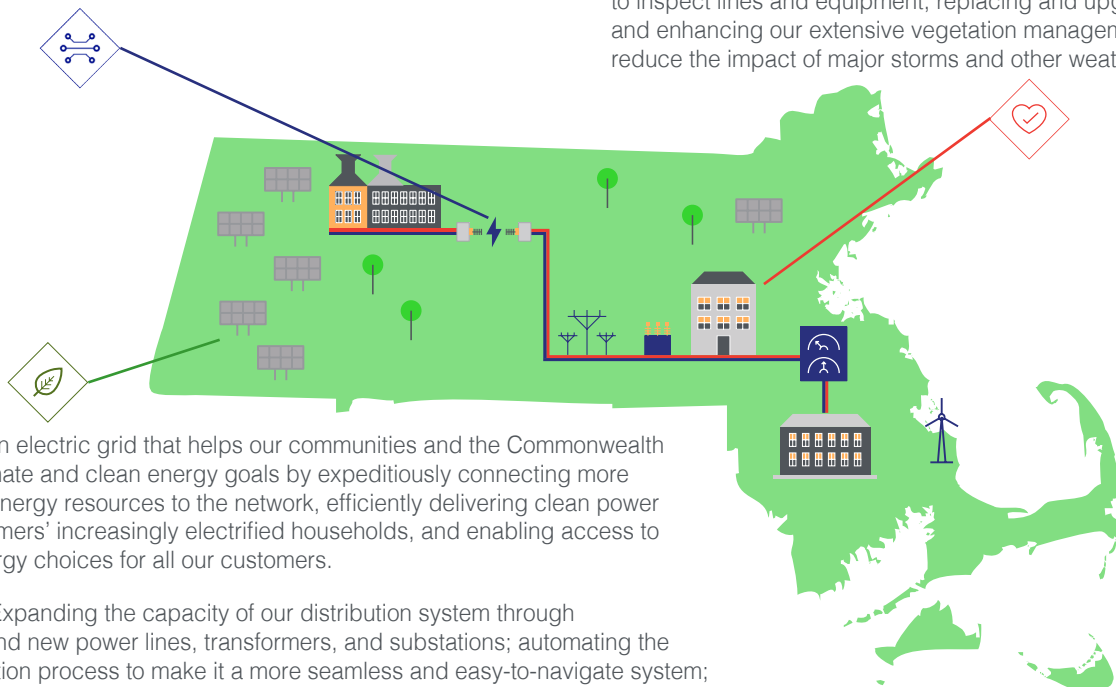 to inspect lines and equipment, replacing and upg
and enhancing our extensive vegetation managem
reduce the impact of major storms and other weat
n electric grid that helps our communities and the Commonwealth
nate and clean energy goals by expeditiously connecting more
energy resources to the network, efficiently delivering clean power
mers' increasingly electrified households, and enabling access to
rgy choices for all our customers.
Expanding the capacity of our distribution system through
nd new power lines, transformers, and substations; automating the
tion process to make it a more seamless and easy-to-navigate system;